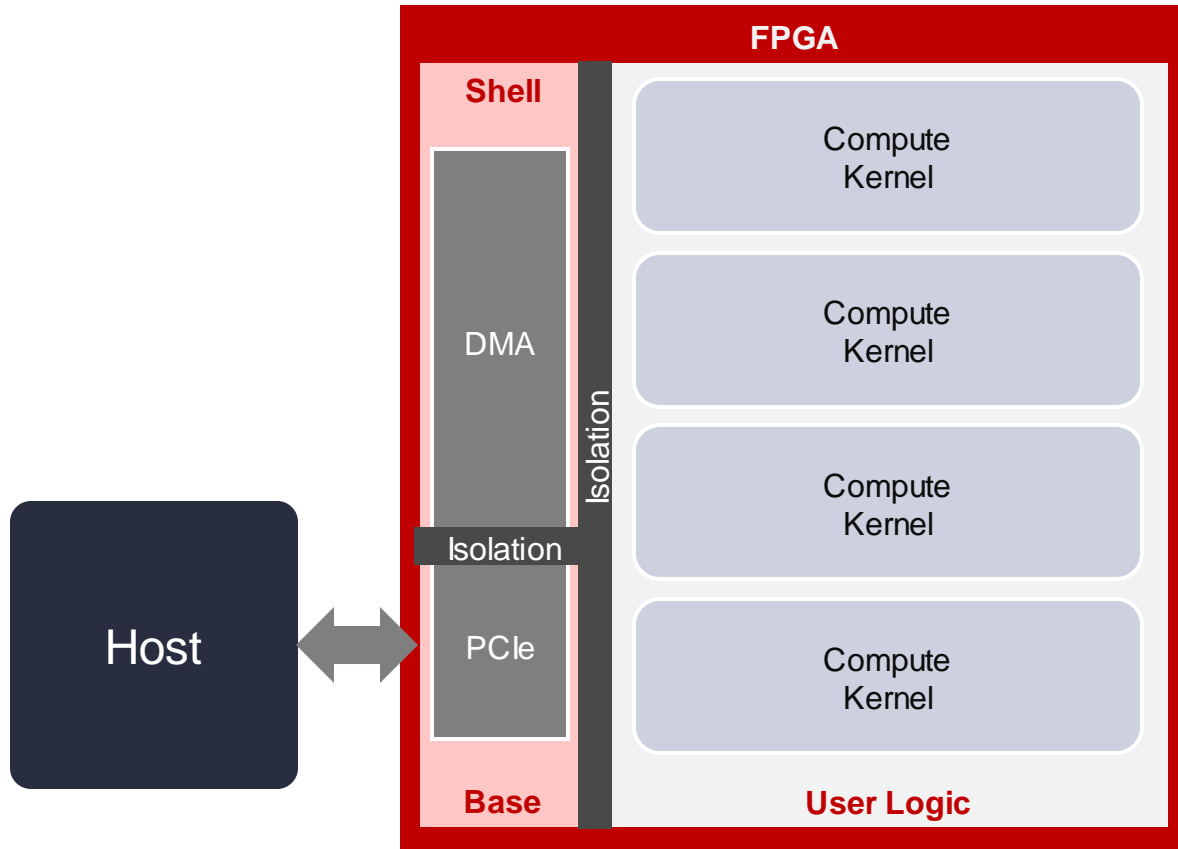 FPGA
Shell
DMA
Isolation
PCIe
Base
Isolation
Compute
Kernel
Compute
Kernel
Compute
Kernel
Compute
Kernel
User Logic
Host